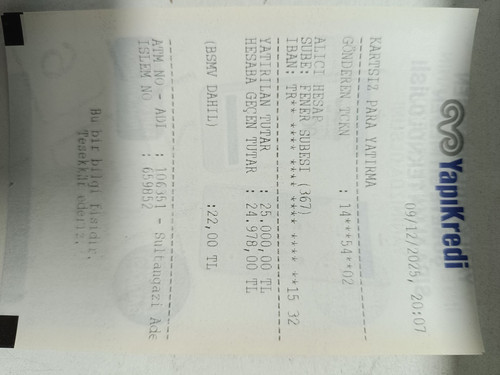 YapıKredi
09/12/2025, 20:07
KARTSIZ PARA YATIRMA
GÖNDEREN TCKN : 14***54**02
ALICI HESAP
ŞUBE: FENER ŞUBESİ (367)
IBAN: TR** **** **** **** **** **15 32
YATIRILAN TUTAR : 25.000,00 TL
HESABA GEÇEN TUTAR : 24.978,00 TL
(BSMV DAHİL) :22,00 TL
ATM NO - ADI : 106351 - Sultangazi Ade
İŞLEM NO : 659852
Bu bir bilgi fişidir.
Teşekkür ederiz.